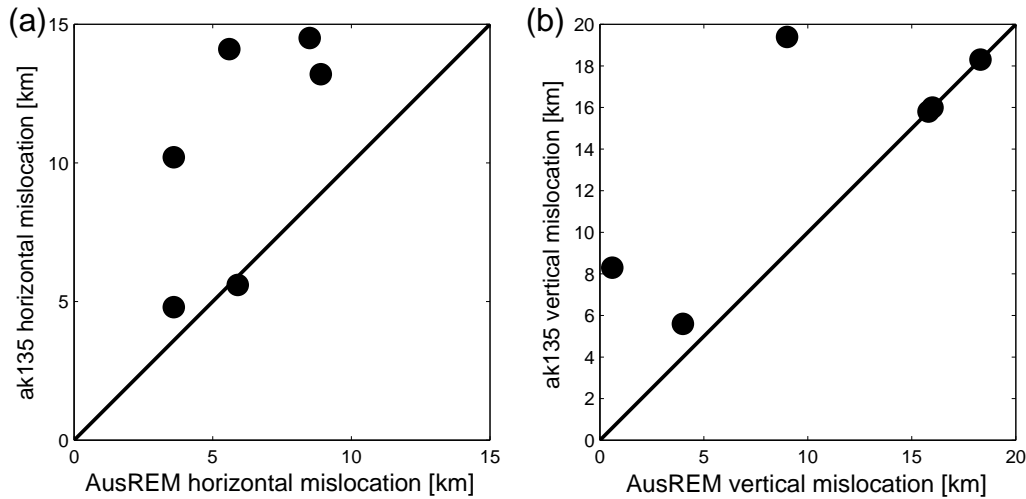 (a)
15
10
5
0
ak135 horizontal mislocation [km]
0 5 10 15
AusREM horizontal mislocation [km]
(b)
20
18
16
14
12
10
8
6
4
2
0
ak135 vertical mislocation [km]
0 5 10 15 20
AusREM vertical mislocation [km]